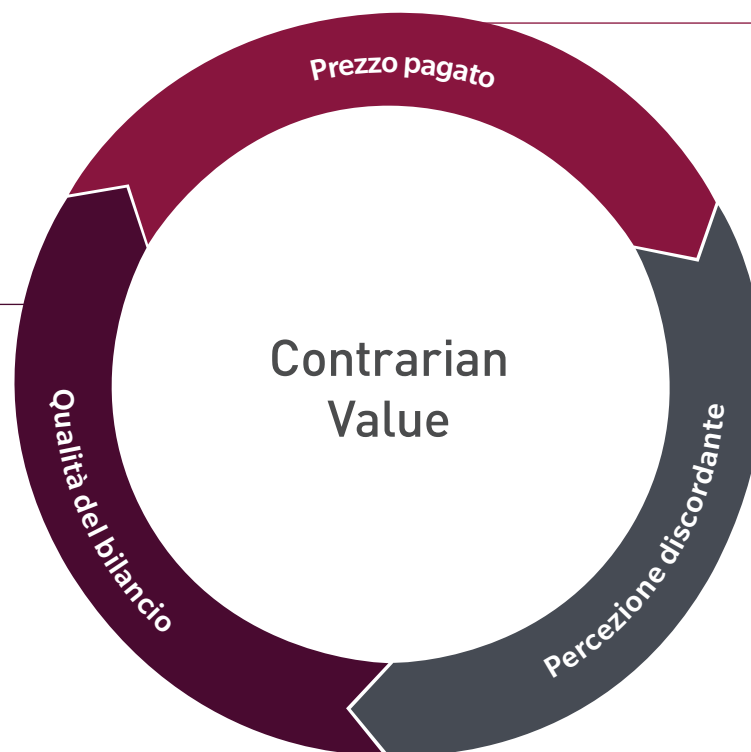 Prezzo pagato
Contrarian
Value
Qualità del bilancio
Percezione discordante